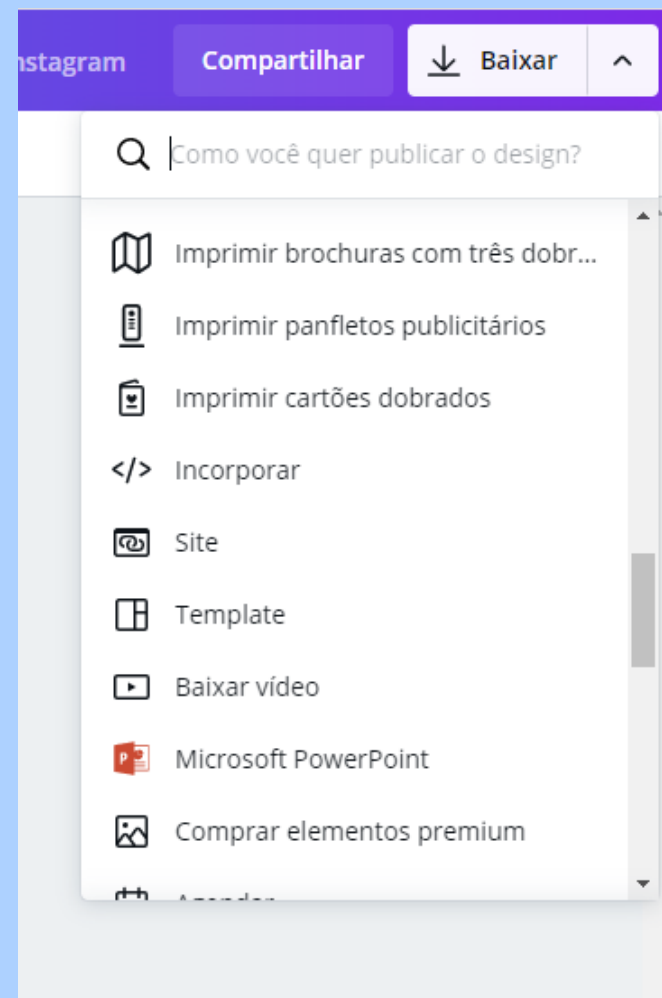 nstagram Compartilhar Baixar
Como você quer publicar o design?
Imprimir brochuras com três dobr...
Imprimir panfletos publicitários
Imprimir cartões dobrados
</> Incorporar
Site
Template
Baixar vídeo
P Microsoft PowerPoint
Comprar elementos premium